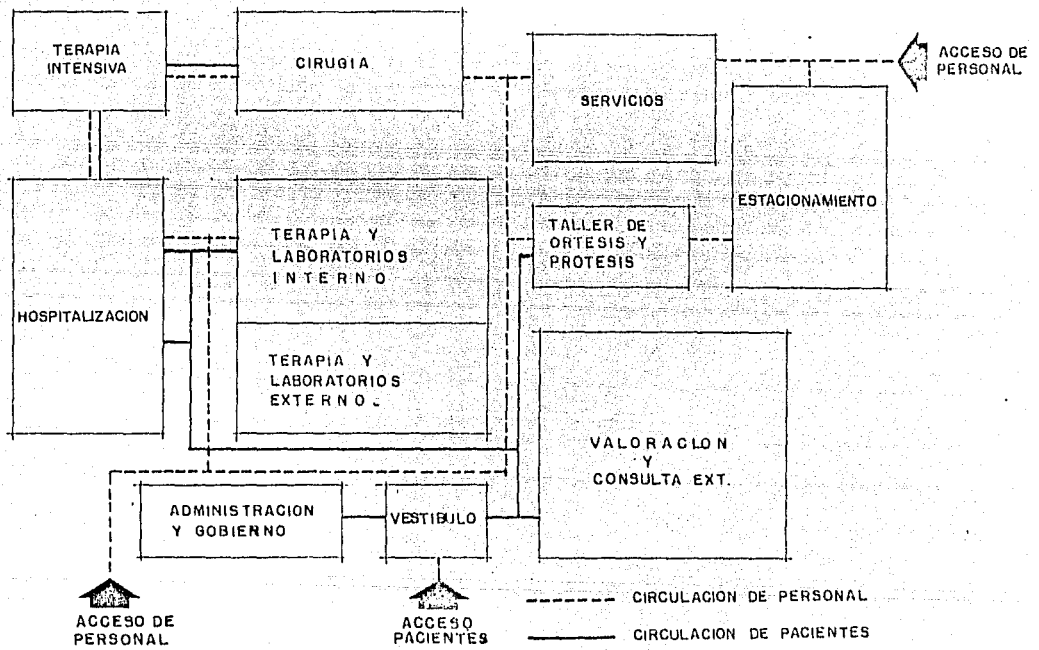 TERAPIA
INTENSIVA
CIRUGIA
SERVICIOS
ACCESO DE
PERSONAL
ESTACIONAMIENTO
TERAPIA Y
LABORATORIOS
INTERNO
TALLER DE
ORTESIS Y
PROTESIS
HOSPITALIZACION
TERAPIA Y
LABORATORIOS
EXTERNO
VALORACION
Y
CONSULTA EXT.
ADMINISTRACION
Y GOBIERNO
VESTIBULO
ACCESO DE
PERSONAL
ACCESO
PACIENTES
CIRCULACION DE PERSONAL
CIRCULACION DE PACIENTES